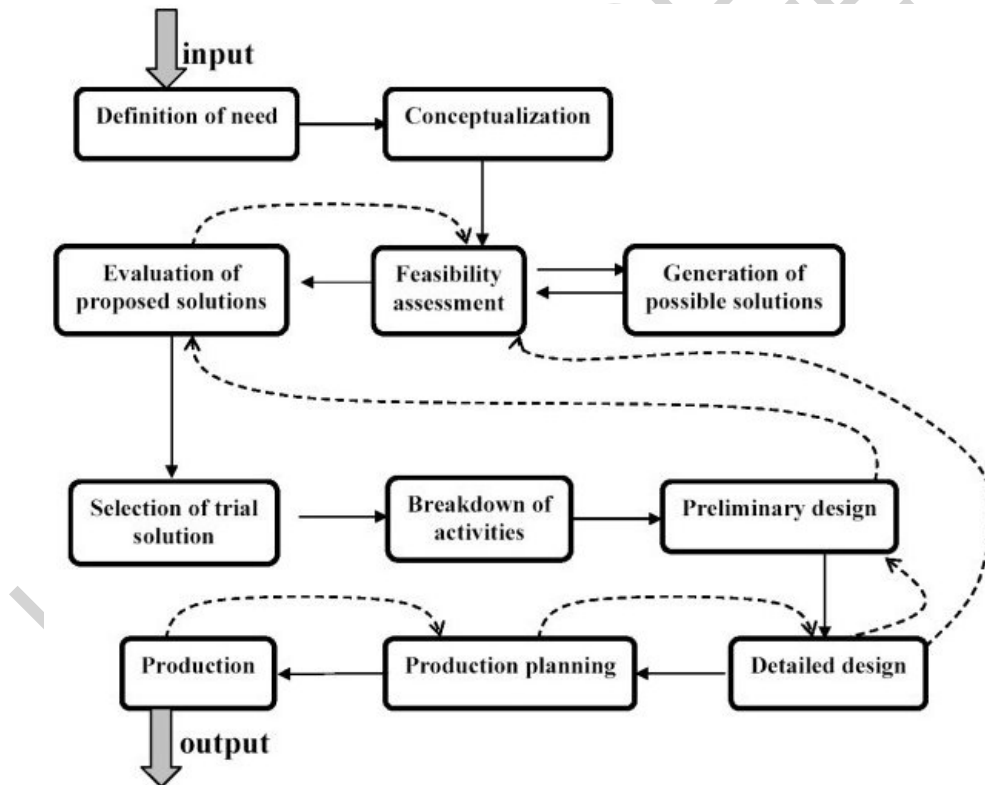 input
Definition of need
Conceptualization
Evaluation of
proposed solutions
Feasibility
assessment
Generation of
possible solutions
Selection of trial
solution
Breakdown of
activities
Preliminary design
Production
Production planning
Detailed design
output